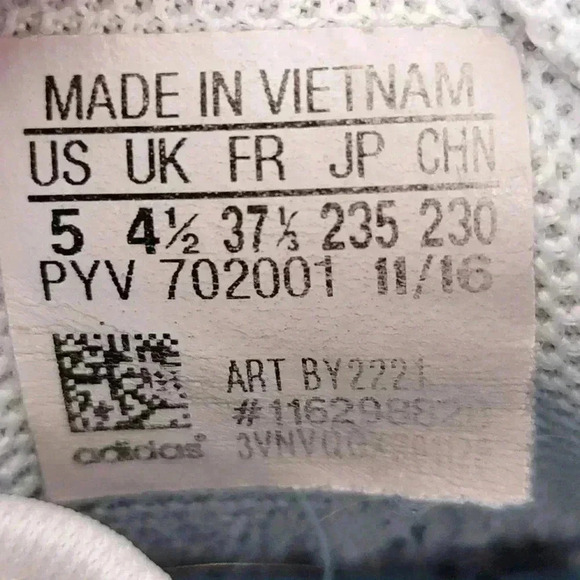 MADE IN VIETNAM
US UK FR JP CHN
5 4½ 37⅓ 235 230
PYV 702001 11/16
ART BY2221
adidas